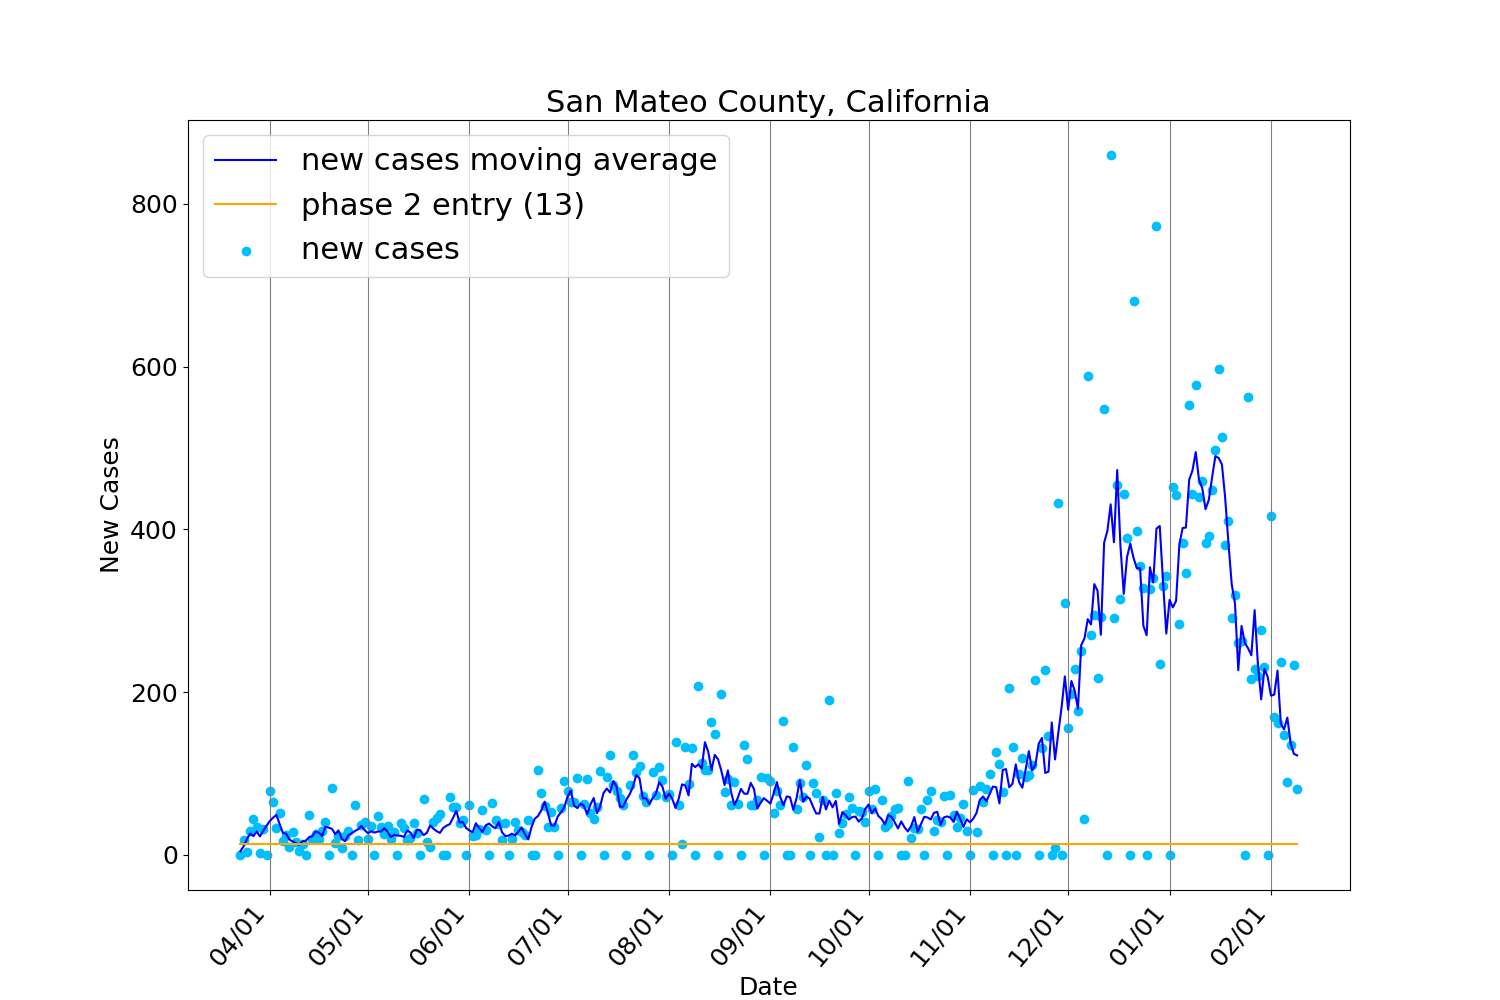 San Mateo County, California
new cases moving average
phase 2 entry (13)
new cases
800
600
400
200
0
New Cases
04/01
05/01
06/01
07/01
08/01
09/01
10/01
11/01
12/01
01/01
02/01
Date